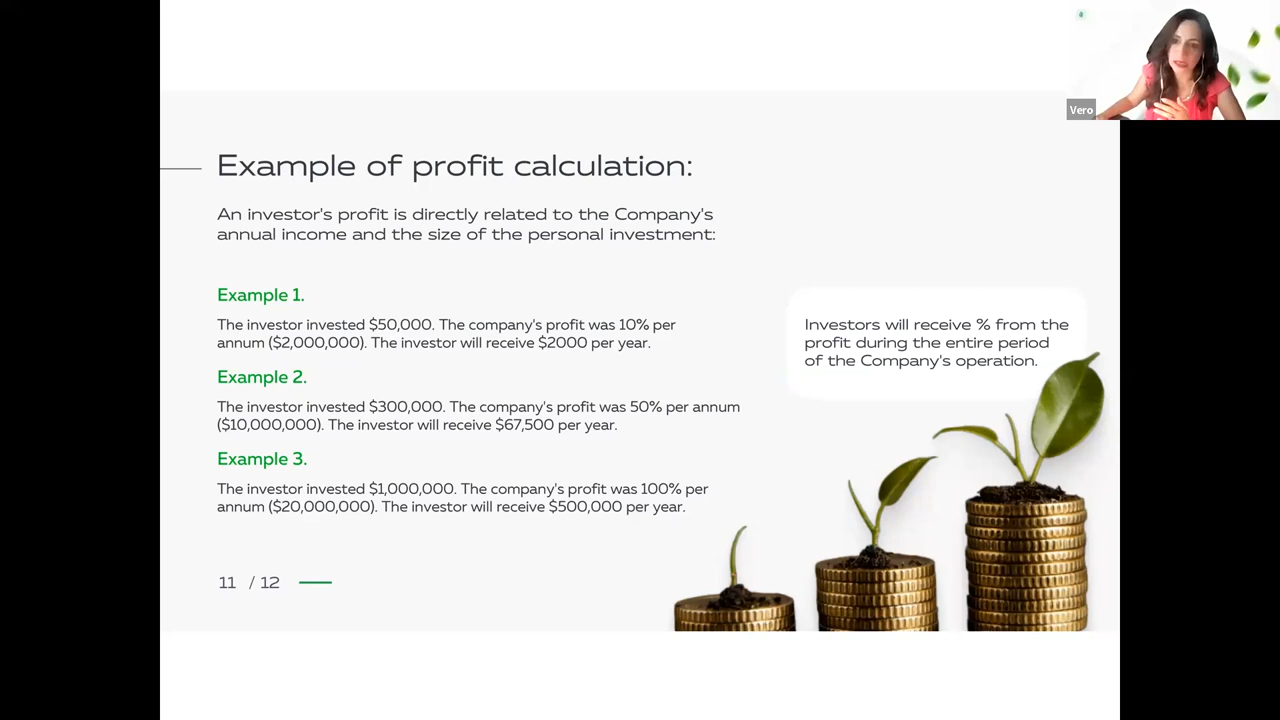 Vero
Example of profit calculation:
An investor's profit is directly related to the Company's
annual income and the size of the personal investment:
Example 1.
The investor invested $50,000. The company's profit was 10% per
annum ($2,000,000). The investor will receive $2000 per year.
Example 2.
The investor invested $300,000. The company's profit was 50% per annum
($10,000,000). The investor will receive $67,500 per year.
Example 3.
The investor invested $1,000,000. The company's profit was 100% per
annum ($20,000,000). The investor will receive $500,000 per year.
Investors will receive % from the
profit during the entire period
of the Company's operation.
11 / 12